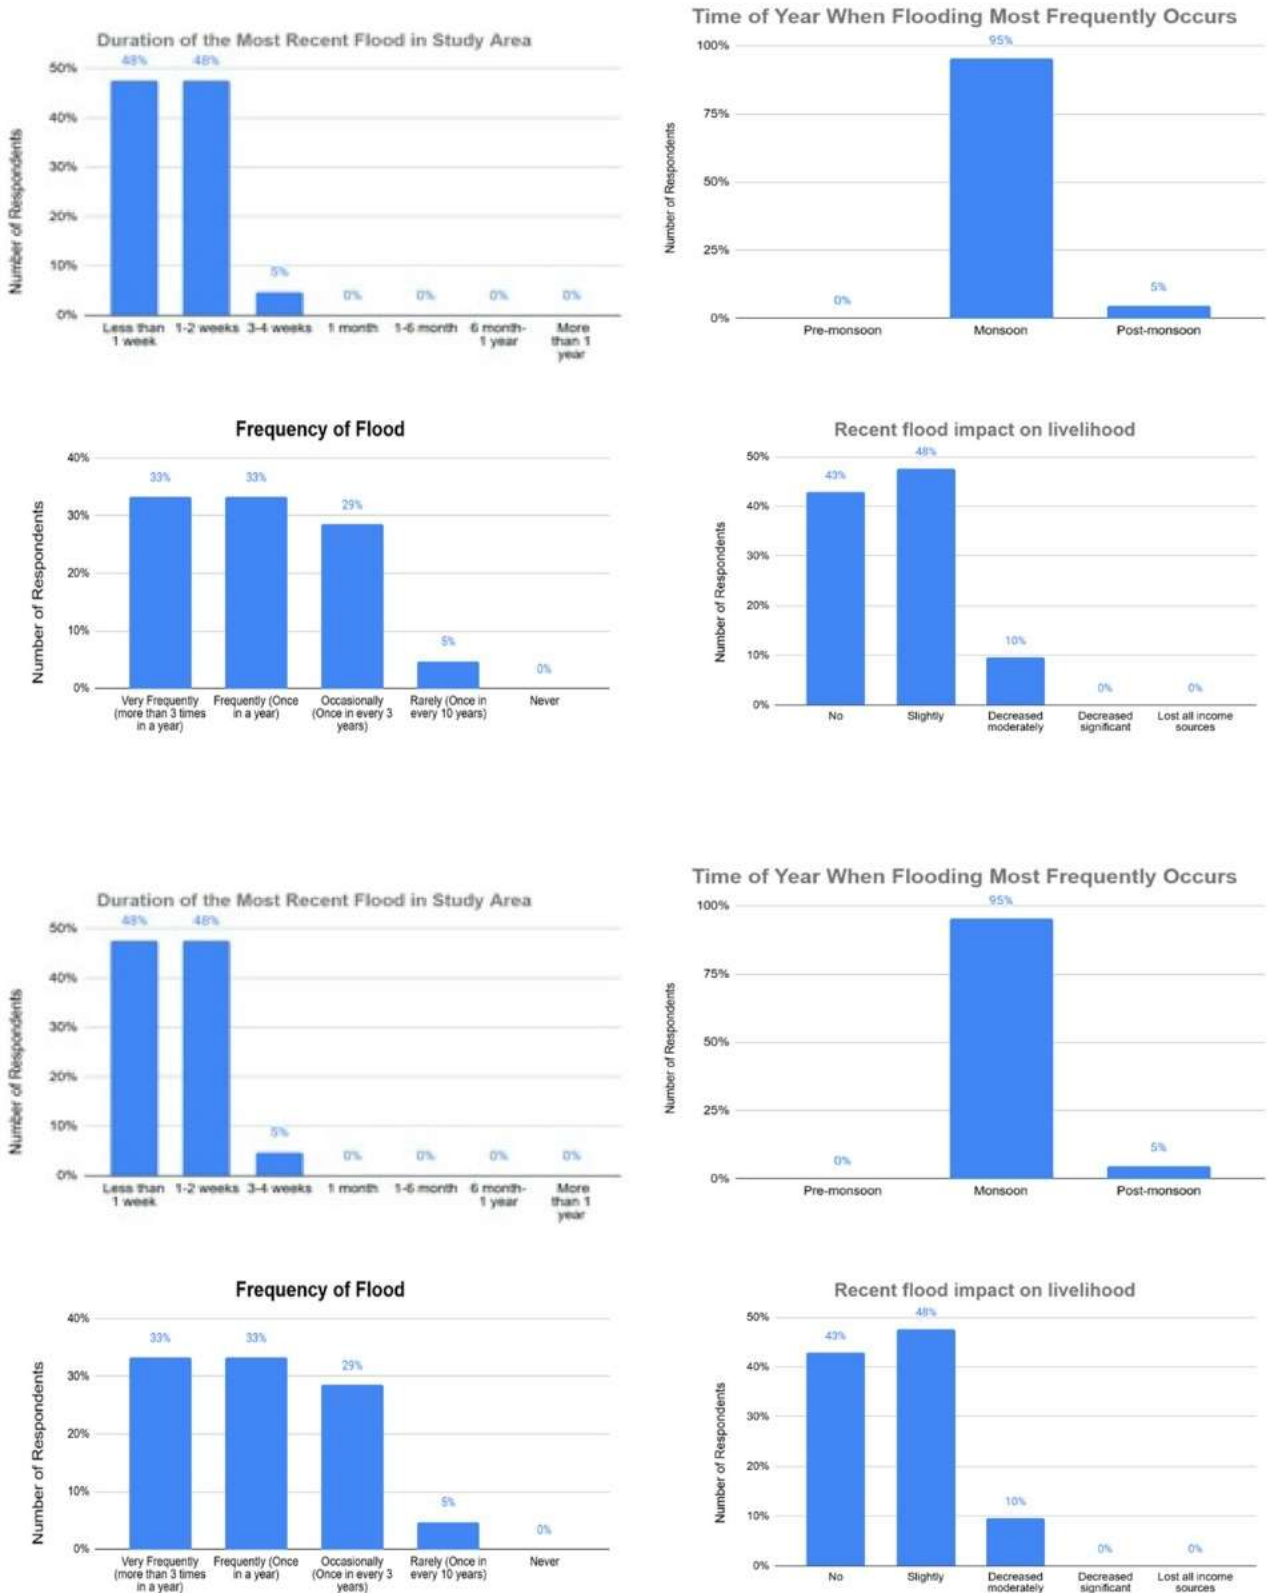 Duration of the Most Recent Flood in Study Area
Number of Respondents
50%
40%
30%
20%
10%
0%
48%
48%
5%
0%
0%
0%
0%
Less than
1 week
1-2 weeks
3-4 weeks
1 month
1-6 month
6 month-
1 year
More
than 1
year
Time of Year When Flooding Most Frequently Occurs
Number of Respondents
100%
75%
50%
25%
0%
0%
95%
5%
Pre-monsoon
Monsoon
Post-monsoon
Frequency of Flood
Number of Respondents
40%
30%
20%
10%
0%
33%
33%
29%
5%
0%
Very Frequently
(more than 3 times
in a year)
Frequently (Once
in a year)
Occasionally
(Once in every 3
years)
Rarely (Once in
every 10 years)
Never
Recent flood impact on livelihood
Number of Respondents
50%
40%
30%
20%
10%
0%
43%
48%
10%
0%
0%
No
Slightly
Decreased
moderately
Decreased
significant
Lost all income
sources
Duration of the Most Recent Flood in Study Area
Number of Respondents
50%
40%
30%
20%
10%
0%
48%
48%
5%
0%
0%
0%
0%
Less than
1 week
1-2 weeks
3-4 weeks
1 month
1-6 month
6 month-
1 year
More
than 1
year
Time of Year When Flooding Most Frequently Occurs
Number of Respondents
100%
75%
50%
25%
0%
0%
95%
5%
Pre-monsoon
Monsoon
Post-monsoon
Frequency of Flood
Number of Respondents
40%
30%
20%
10%
0%
33%
33%
29%
5%
0%
Very Frequently
(more than 3 times
in a year)
Frequently (Once
in a year)
Occasionally
(Once in every 3
years)
Rarely (Once in
every 10 years)
Never
Recent flood impact on livelihood
Number of Respondents
50%
40%
30%
20%
10%
0%
43%
48%
10%
0%
0%
No
Slightly
Decreased
moderately
Decreased
significant
Lost all income
sources